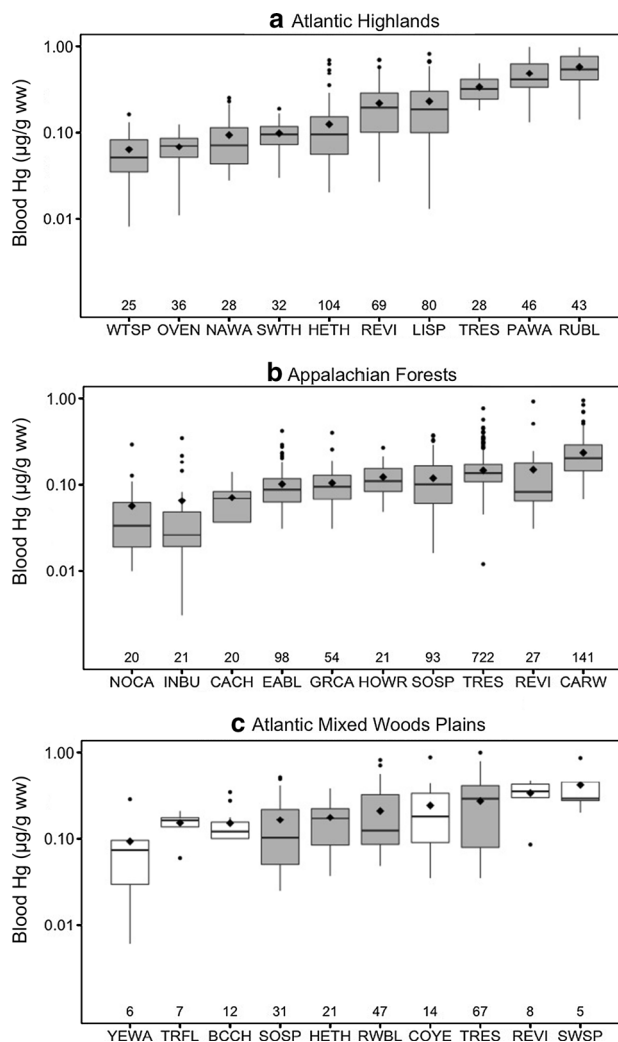 a Atlantic Highlands
Blood Hg (µg/g ww)
1.00
0.10
0.01
25 36 28 32 104 69 80 28 46 43
WTSP OVEN NAWA SWTH HETH REVI LISP TRES PAWA RUBL
b Appalachian Forests
Blood Hg (µg/g ww)
1.00
0.10
0.01
20 21 20 98 54 21 93 722 27 141
NOCA INBU CACH EABL GRCA HOWR SOSP TRES REVI CARW
c Atlantic Mixed Woods Plains
Blood Hg (µg/g ww)
1.00
0.10
0.01
6 7 12 31 21 47 14 67 8 5
YEWA TRFL BCCH SOSP HETH RWBL COYE TRES REVI SWSP